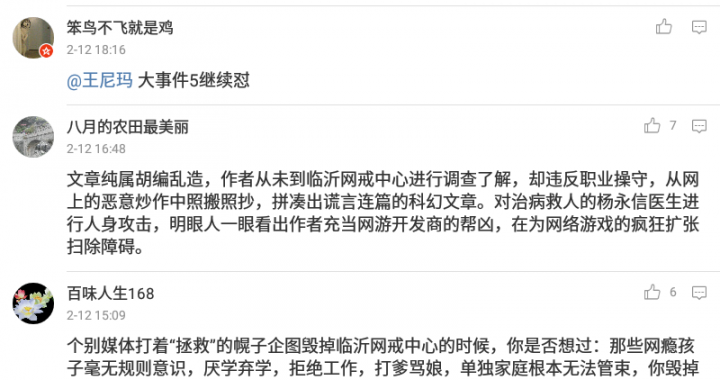 笨鸟不飞就是鸡
2-12 18:16
@王尼玛 大事件5继续怼
八月的农田最美丽
7
2-12 16:48
文章纯属胡编乱造，作者从未到临沂网戒中心进行调查了解，却违反职业操守，从网
上的恶意炒作中照搬照抄，拼凑出谎言连篇的科幻文章。对治病救人的杨永信医生进
行人身攻击，明眼人一眼看出作者充当网游开发商的帮凶，在为网络游戏的疯狂扩张
扫除障碍。
百味人生168
6
2-12 15:09
个别媒体打着“拯救”的幌子企图毁掉临沂网戒中心的时候，你是否想过：那些网瘾孩
子毫无规则意识，厌学弃学，拒绝工作，打爹骂娘，单独家庭根本无法管束，你毁掉